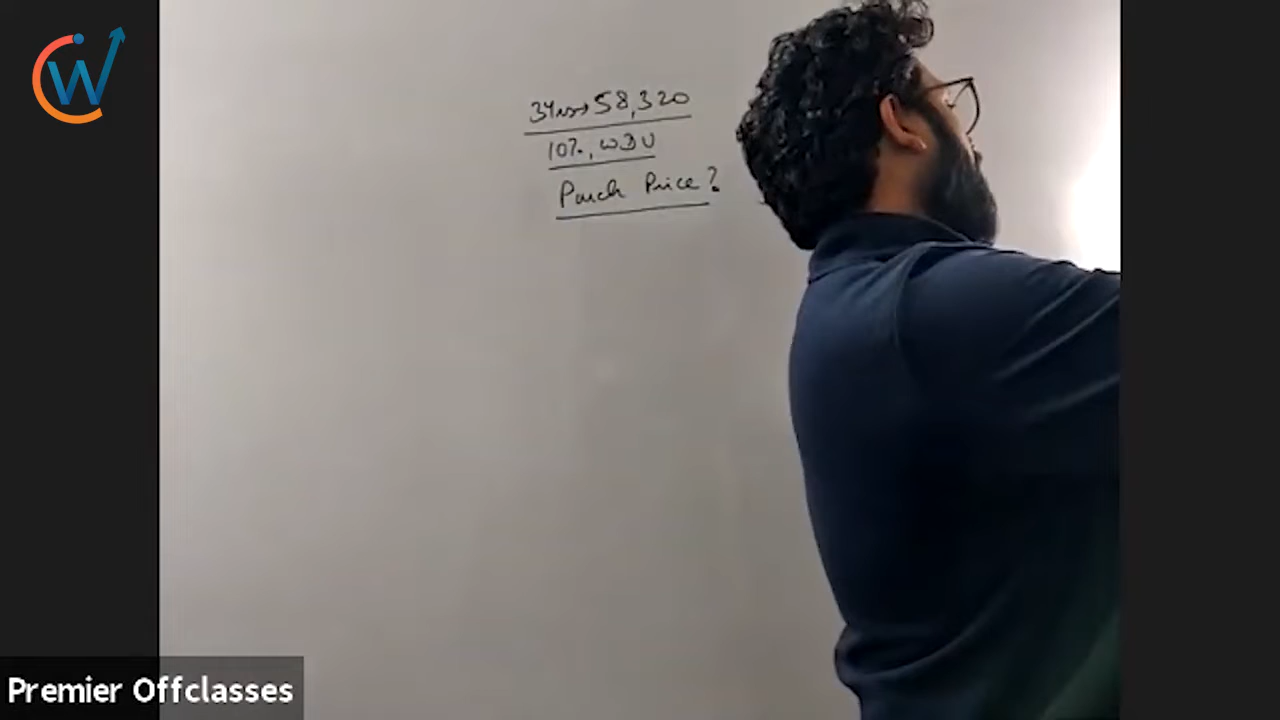 W
3Yrs→58,320
10%, WDV
Purch Price?
Premier Offclasses